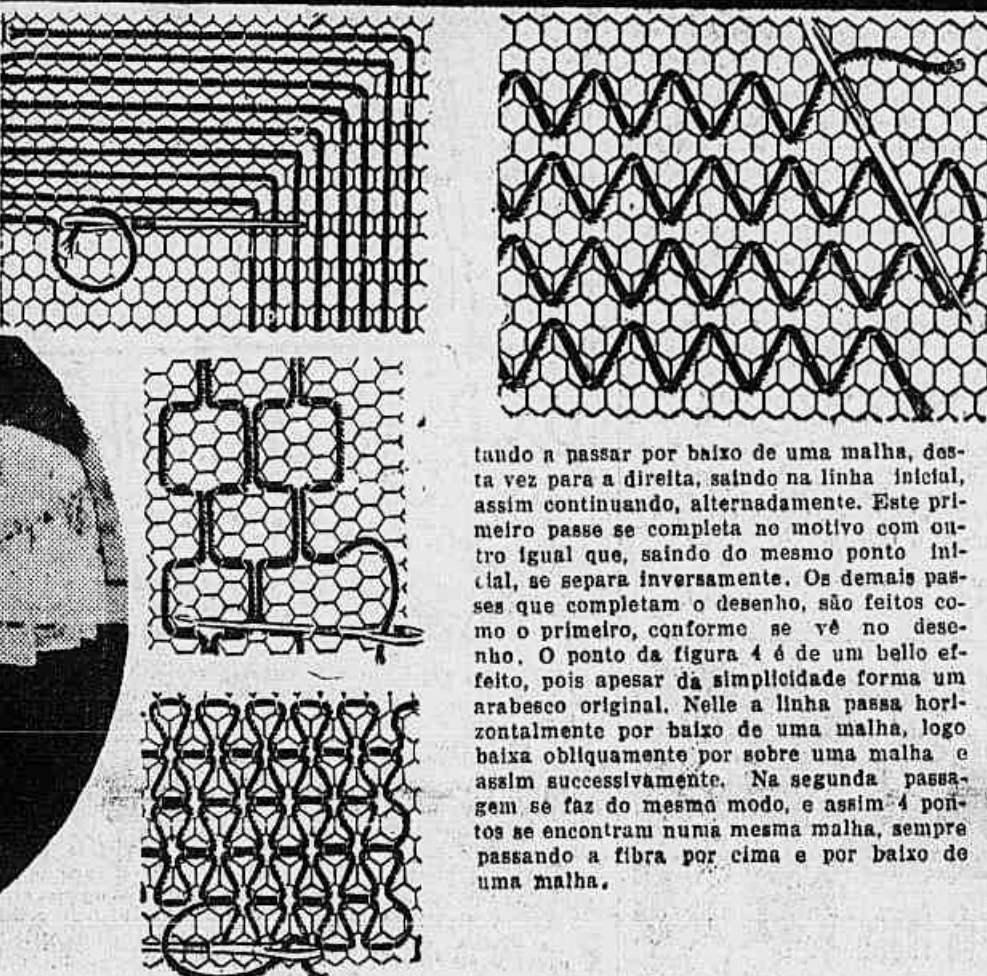 tando a passar por baixo de uma malha, des-
ta vez para a direita, saindo na linha inicial,
assim continuando, alternadamente. Este pri-
meiro passe se completa no motivo com ou-
tro igual que, saindo do mesmo ponto ini-
cial, se separa inversamente. Os demais pas-
ses que completam o desenho, são feitos co-
mo o primeiro, conforme se vê no dese-
nho. O ponto da figura 4 é de um bello ef-
feito, pois apesar da simplicidade forma um
arabesco original. Nelle a linha passa hori-
zontalmente por baixo de uma malha, logo
baixa obliquamente por sobre uma malha e
assim successivamente. Na segunda passa-
gem se faz do mesmo modo, e assim 4 pon-
tos se encontram numa mesma malha, sempre
passando a fibra por cima e por baixo de
uma malha.